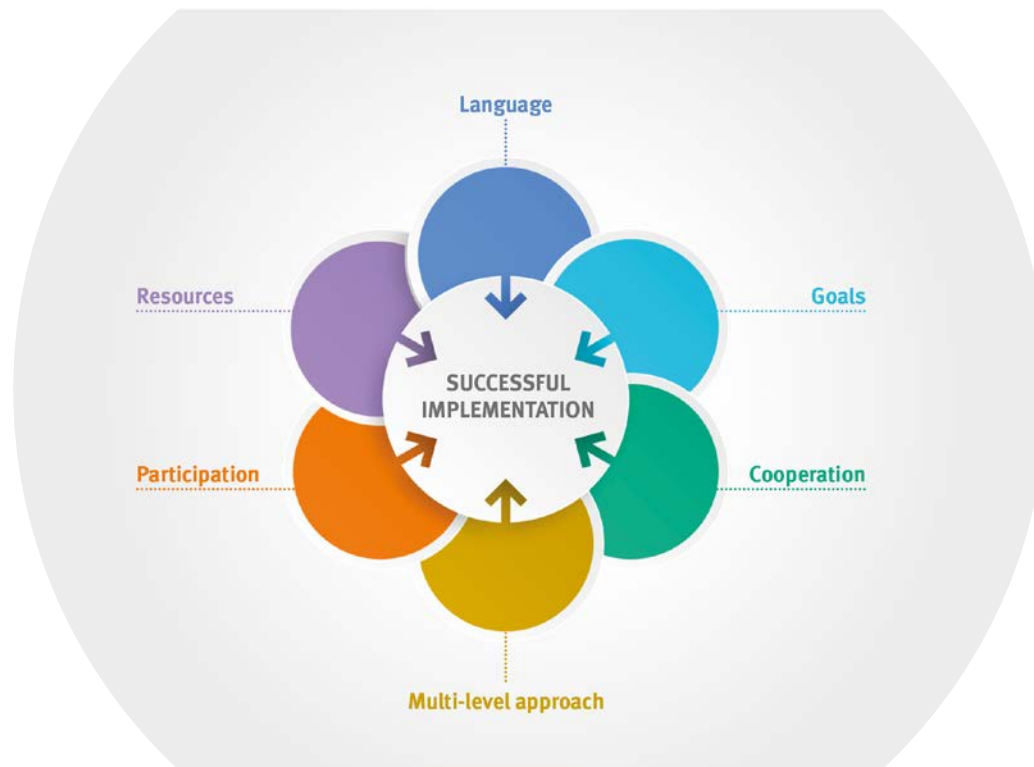 Language
Resources
Goals
SUCCESSFUL
IMPLEMENTATION
Participation
Cooperation
Multi-level approach